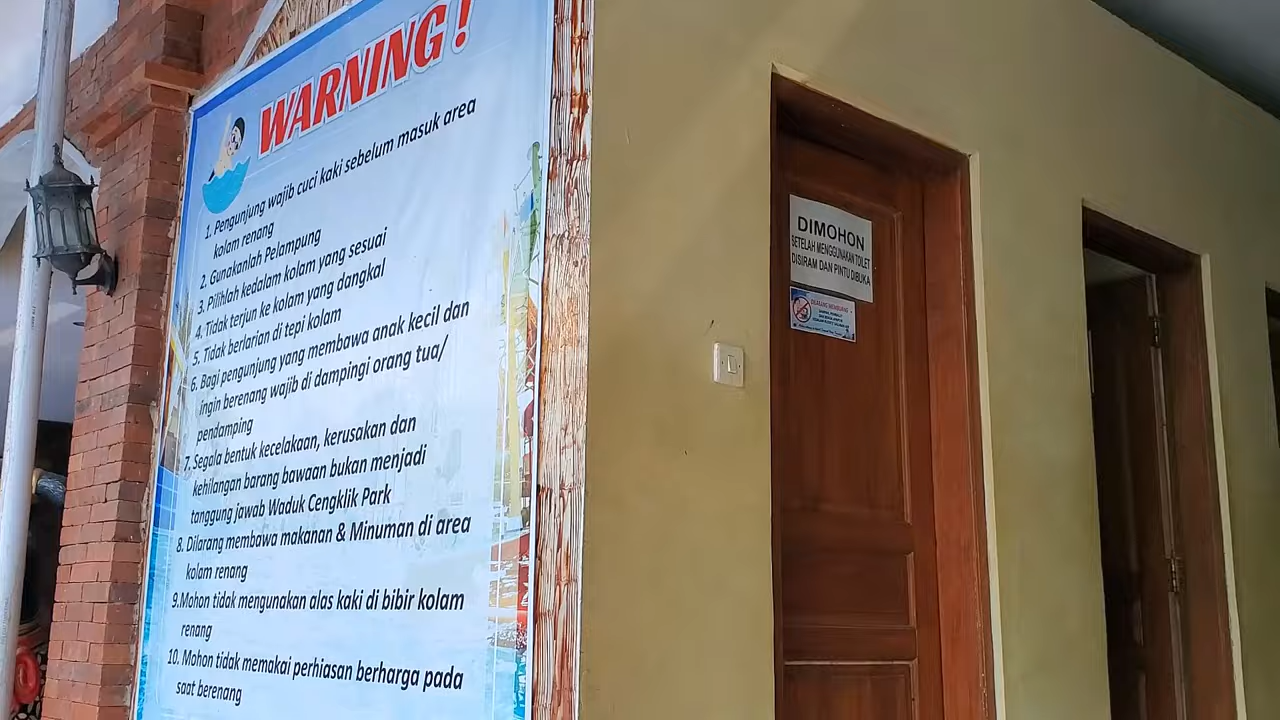 WARNING!
1. Pengunjung wajib cuci kaki sebelum masuk area
kolam renang
2. Gunakanlah Pelampung
3. Pilihlah kedalam kolam yang sesuai
4. Tidak terjun ke kolam yang dangkal
5. Tidak berlarian di tepi kolam
6. Bagi pengunjung yang membawa anak kecil dan
ingin berenang wajib di dampingi orang tua/
pendamping
7. Segala bentuk kecelakaan, kerusakan dan
kehilangan barang bawaan bukan menjadi
tanggung jawab Waduk Cengklik Park
8. Dilarang membawa makanan & Minuman di area
kolam renang
9.Mohon tidak mengunakan alas kaki di bibir kolam
renang
10. Mohon tidak memakai perhiasan berharga pada
saat berenang
DIMOHON
SETELAH MENGGUNAKAN TOILET
DISIRAM DAN PINTU DIBUKA
DILARANG MEMBUANG